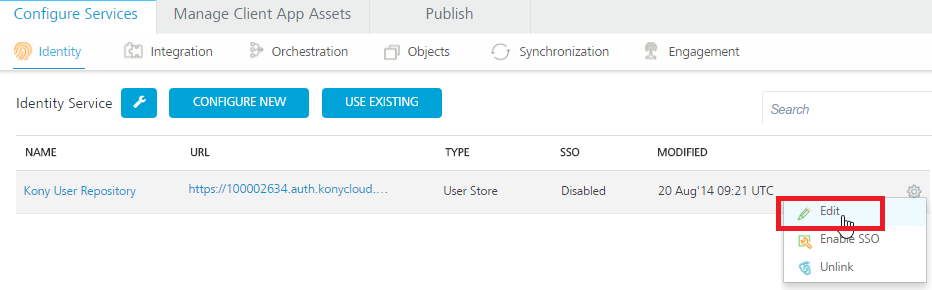 Configure Services Manage Client App Assets Publish
Identity Integration Orchestration Objects Synchronization Engagement
Identity Service CONFIGURE NEW USE EXISTING Search
NAME URL TYPE SSO MODIFIED
Kony User Repository https://100002634.auth.konycloud.... User Store Disabled 20 Aug'14 09:21 UTC
Edit
Enable SSO
Unlink